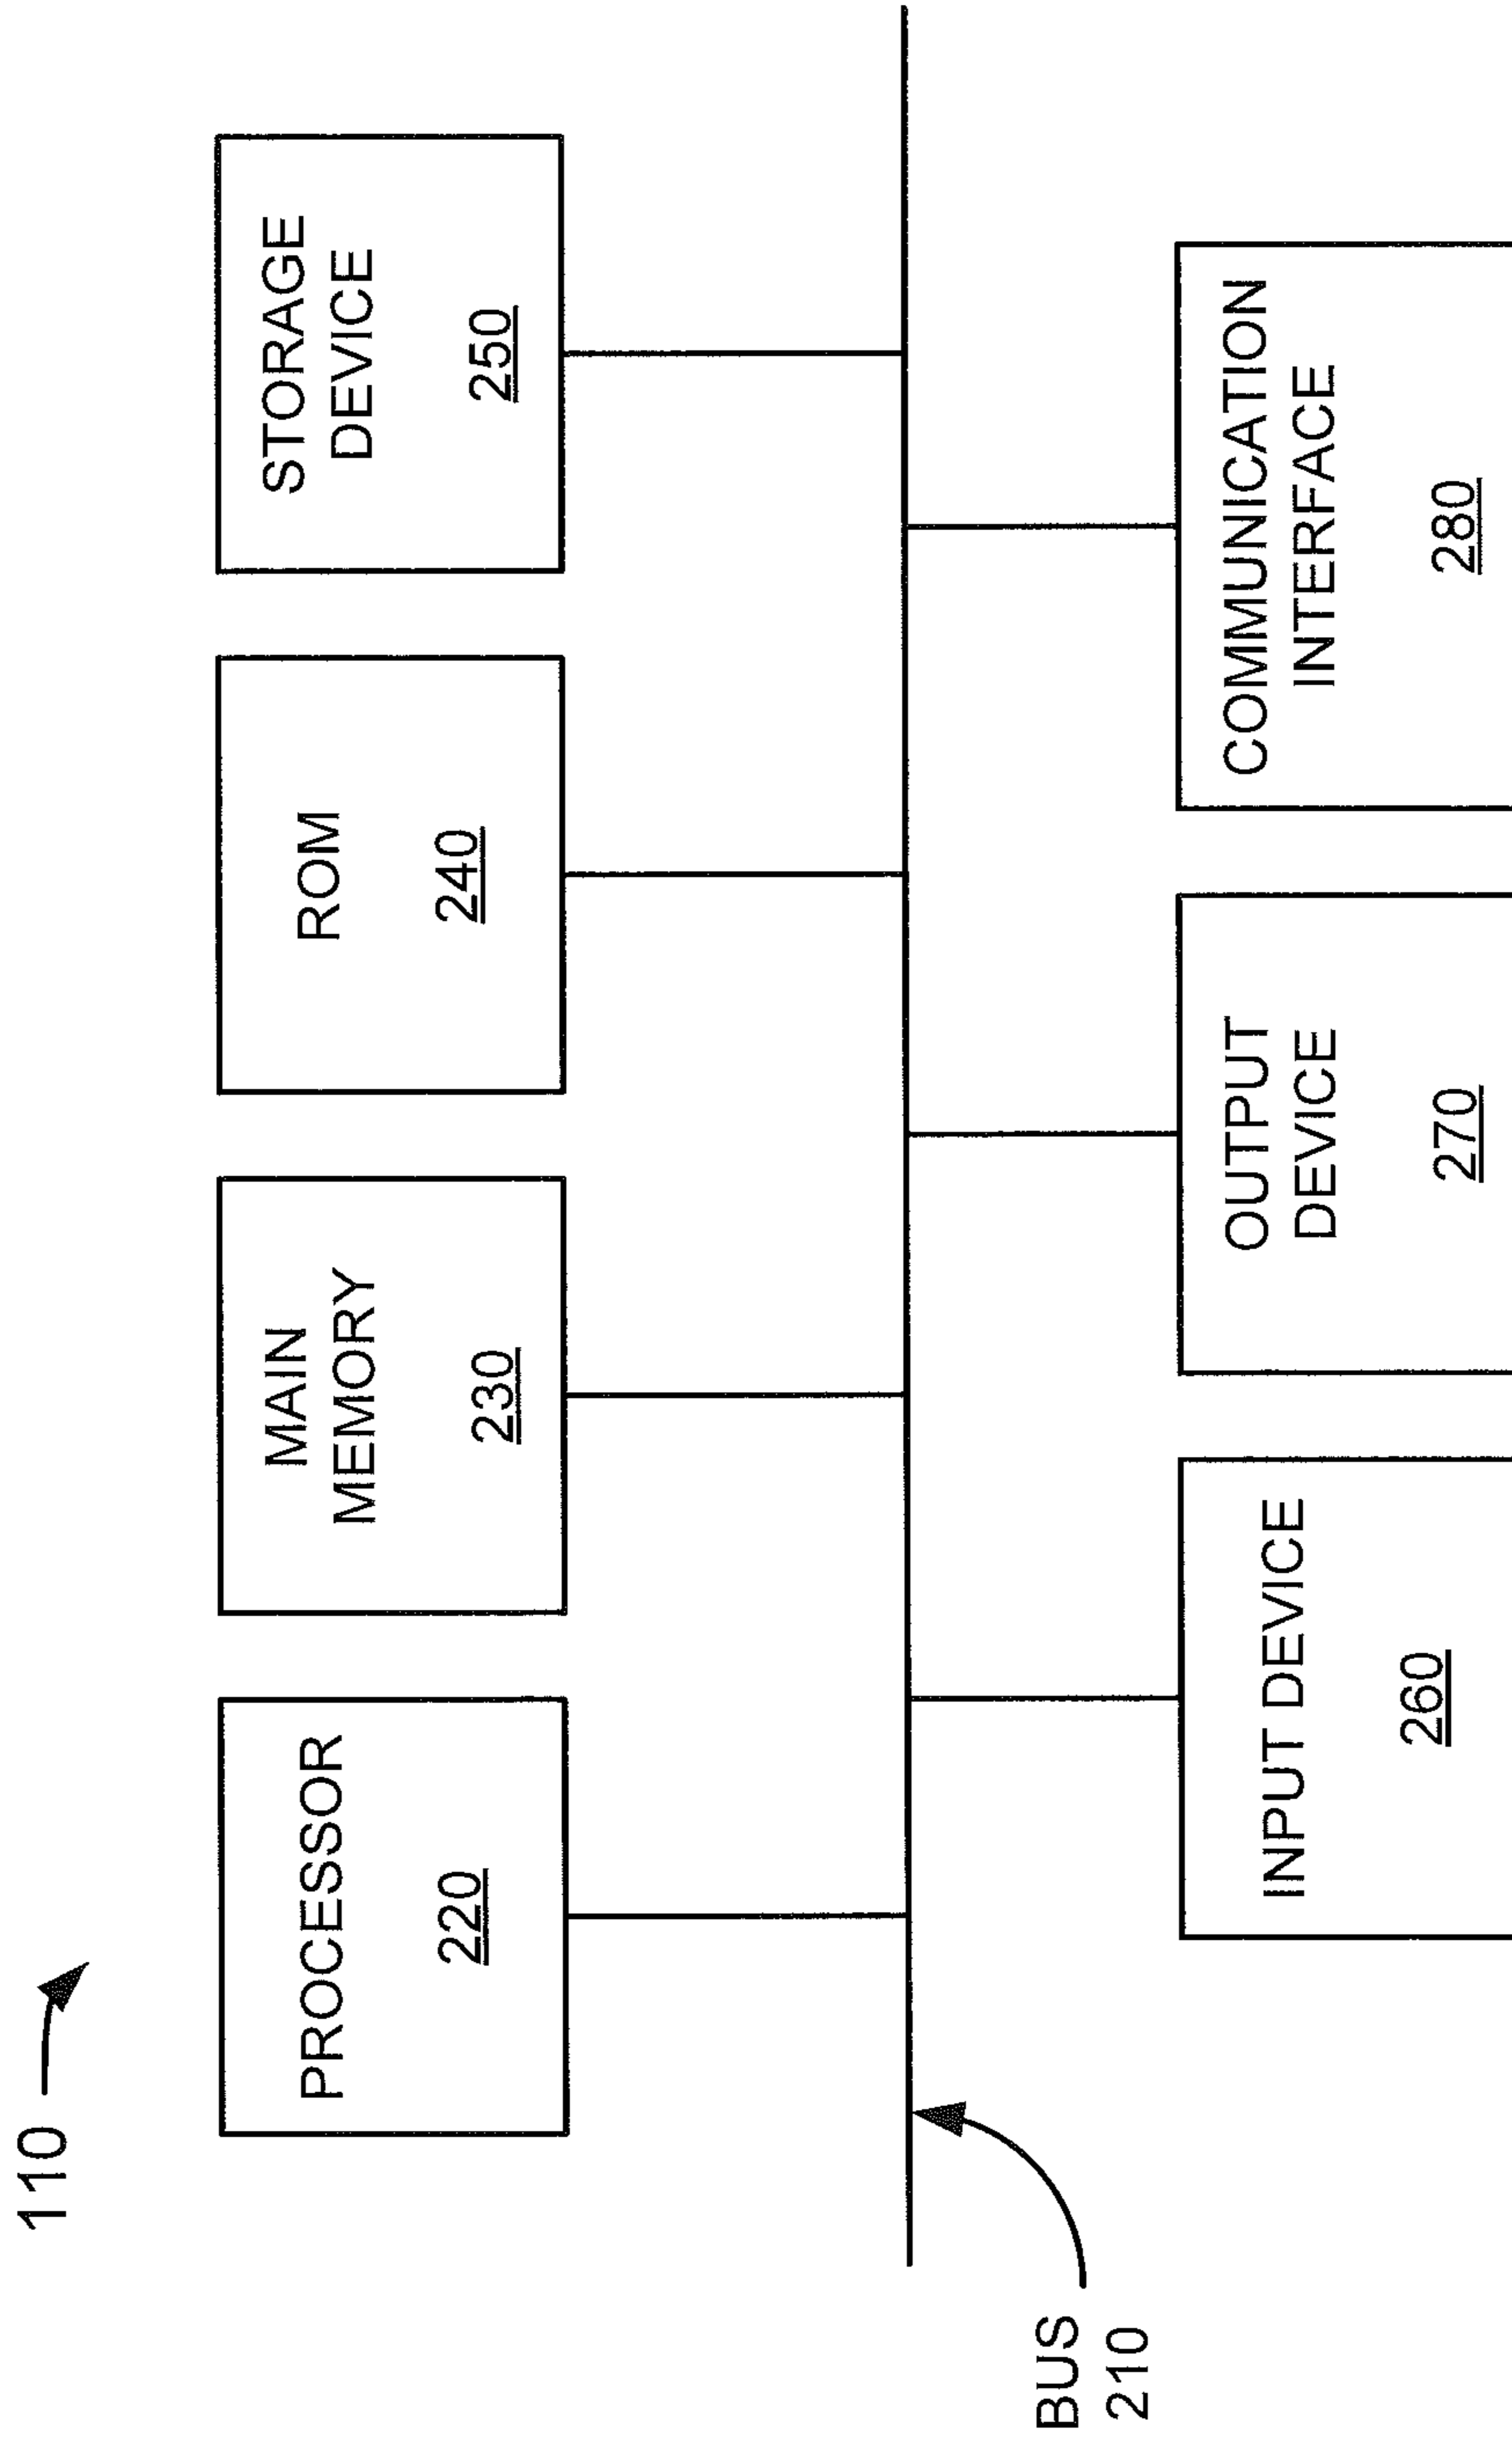 110
PROCESSOR
220
MAIN
MEMORY
230
ROM
240
STORAGE
DEVICE
250
BUS
210
INPUT DEVICE
260
OUTPUT
DEVICE
270
COMMUNICATION
INTERFACE
280